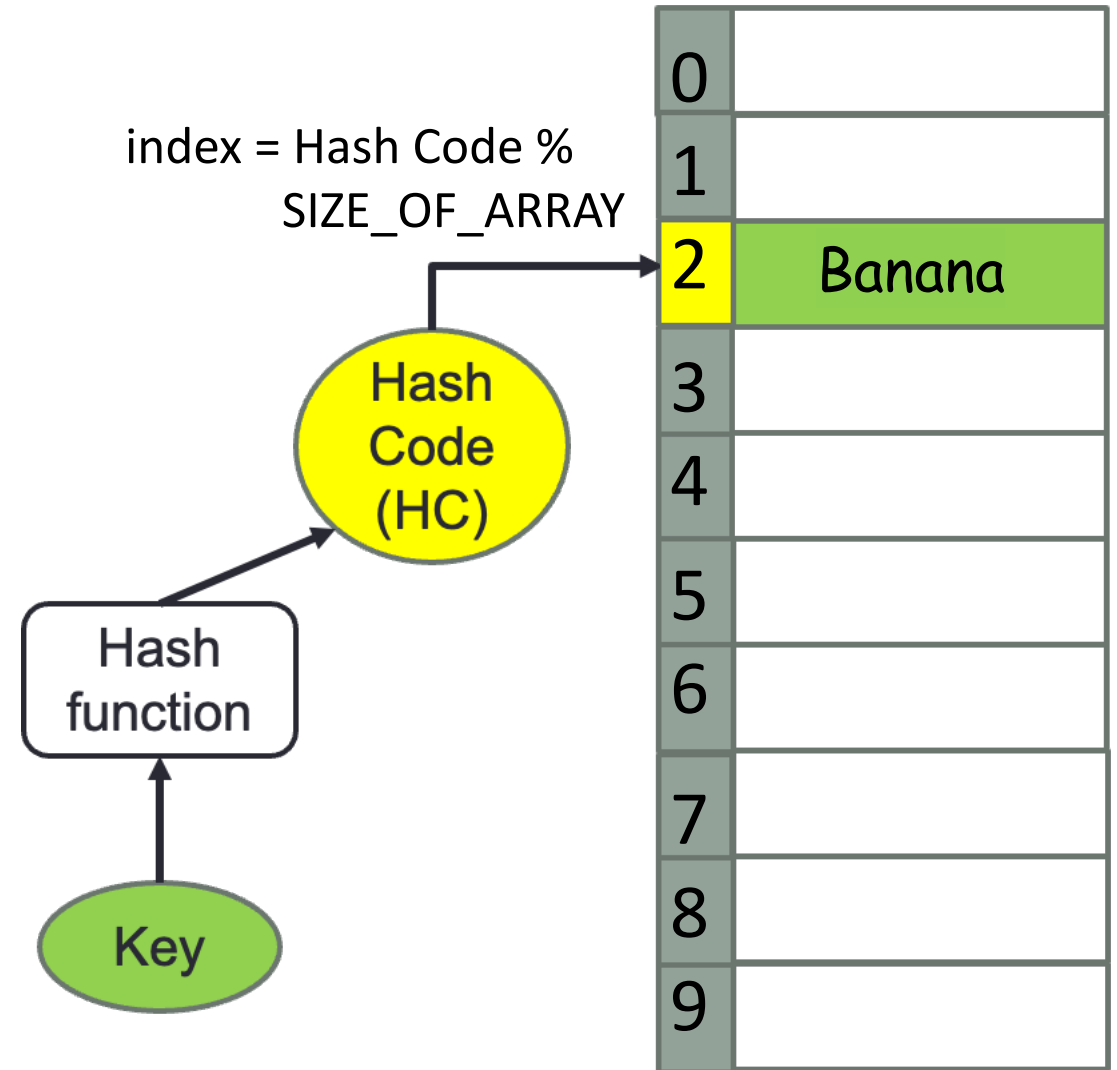 index = Hash Code %
SIZE_OF_ARRAY
Hash
Code
(HC)
Hash
function
Key
0
1
2 Banana
3
4
5
6
7
8
9